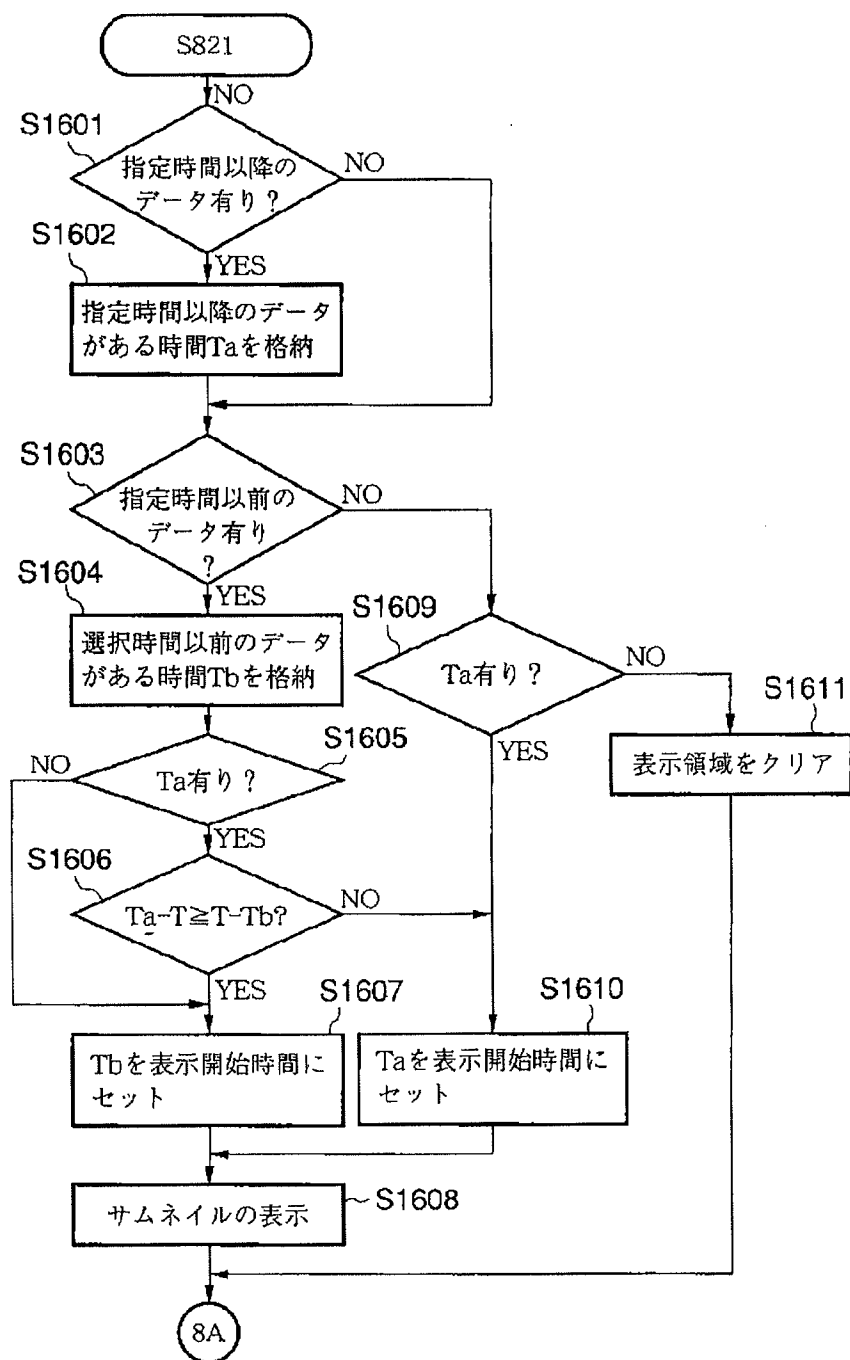 S821
NO
S1601
指定時間以降の
データ有り？
NO
S1602
YES
指定時間以降のデータ
がある時間Taを格納
S1603
指定時間以前の
データ有り
？
NO
S1604
YES
選択時間以前のデータ
がある時間Tbを格納
S1609
Ta有り？
NO
YES
S1611
表示領域をクリア
S1605
NO
Ta有り？
YES
S1606
Ta-T≧T-Tb?
NO
YES
S1607
Tbを表示開始時間に
セット
S1610
Taを表示開始時間に
セット
サムネイルの表示
S1608
8A